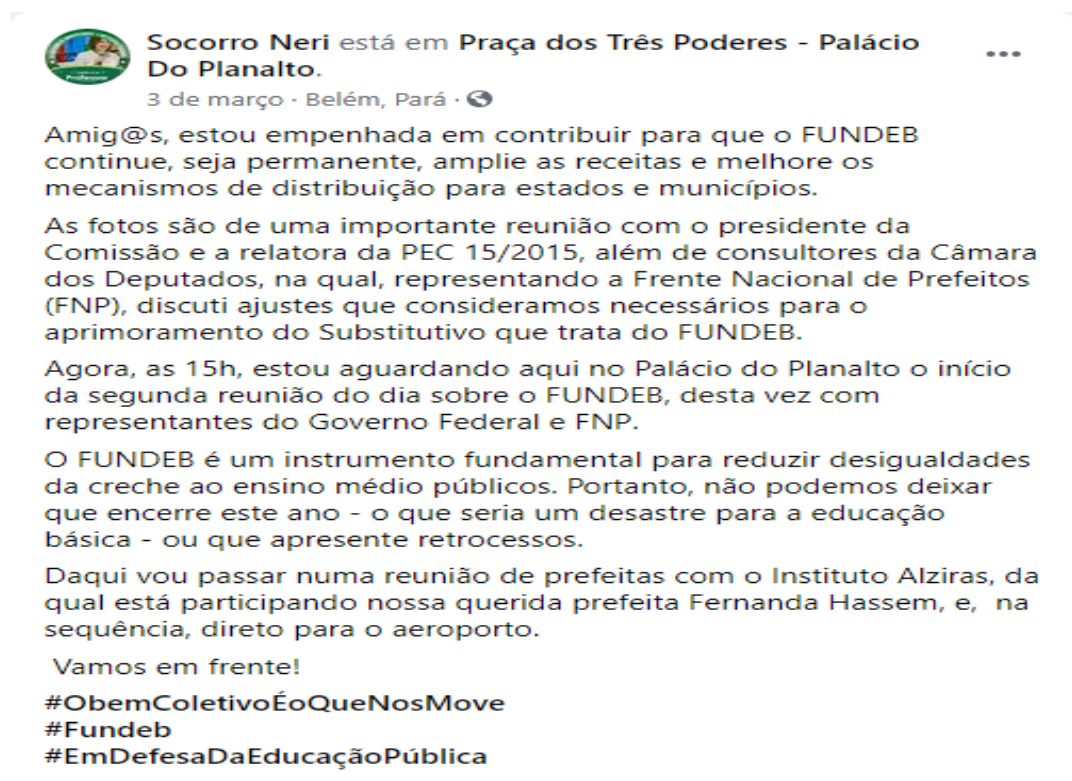 Socorro Neri está em Praça dos Três Poderes - Palácio
Do Planalto.
3 de março · Belém, Pará ·
Amig@s, estou empenhada em contribuir para que o FUNDEB
continue, seja permanente, amplie as receitas e melhore os
mecanismos de distribuição para estados e municípios.
As fotos são de uma importante reunião com o presidente da
Comissão e a relatora da PEC 15/2015, além de consultores da Câmara
dos Deputados, na qual, representando a Frente Nacional de Prefeitos
(FNP), discuti ajustes que consideramos necessários para o
aprimoramento do Substitutivo que trata do FUNDEB.
Agora, as 15h, estou aguardando aqui no Palácio do Planalto o início
da segunda reunião do dia sobre o FUNDEB, desta vez com
representantes do Governo Federal e FNP.
O FUNDEB é um instrumento fundamental para reduzir desigualdades
da creche ao ensino médio públicos. Portanto, não podemos deixar
que encerre este ano - o que seria um desastre para a educação
básica - ou que apresente retrocessos.
Daqui vou passar numa reunião de prefeitas com o Instituto Alziras, da
qual está participando nossa querida prefeita Fernanda Hassem, e, na
sequência, direto para o aeroporto.
Vamos em frente!
#ObemColetivoÉoQueNosMove
#Fundeb
#EmDefesaDaEducaçãoPública